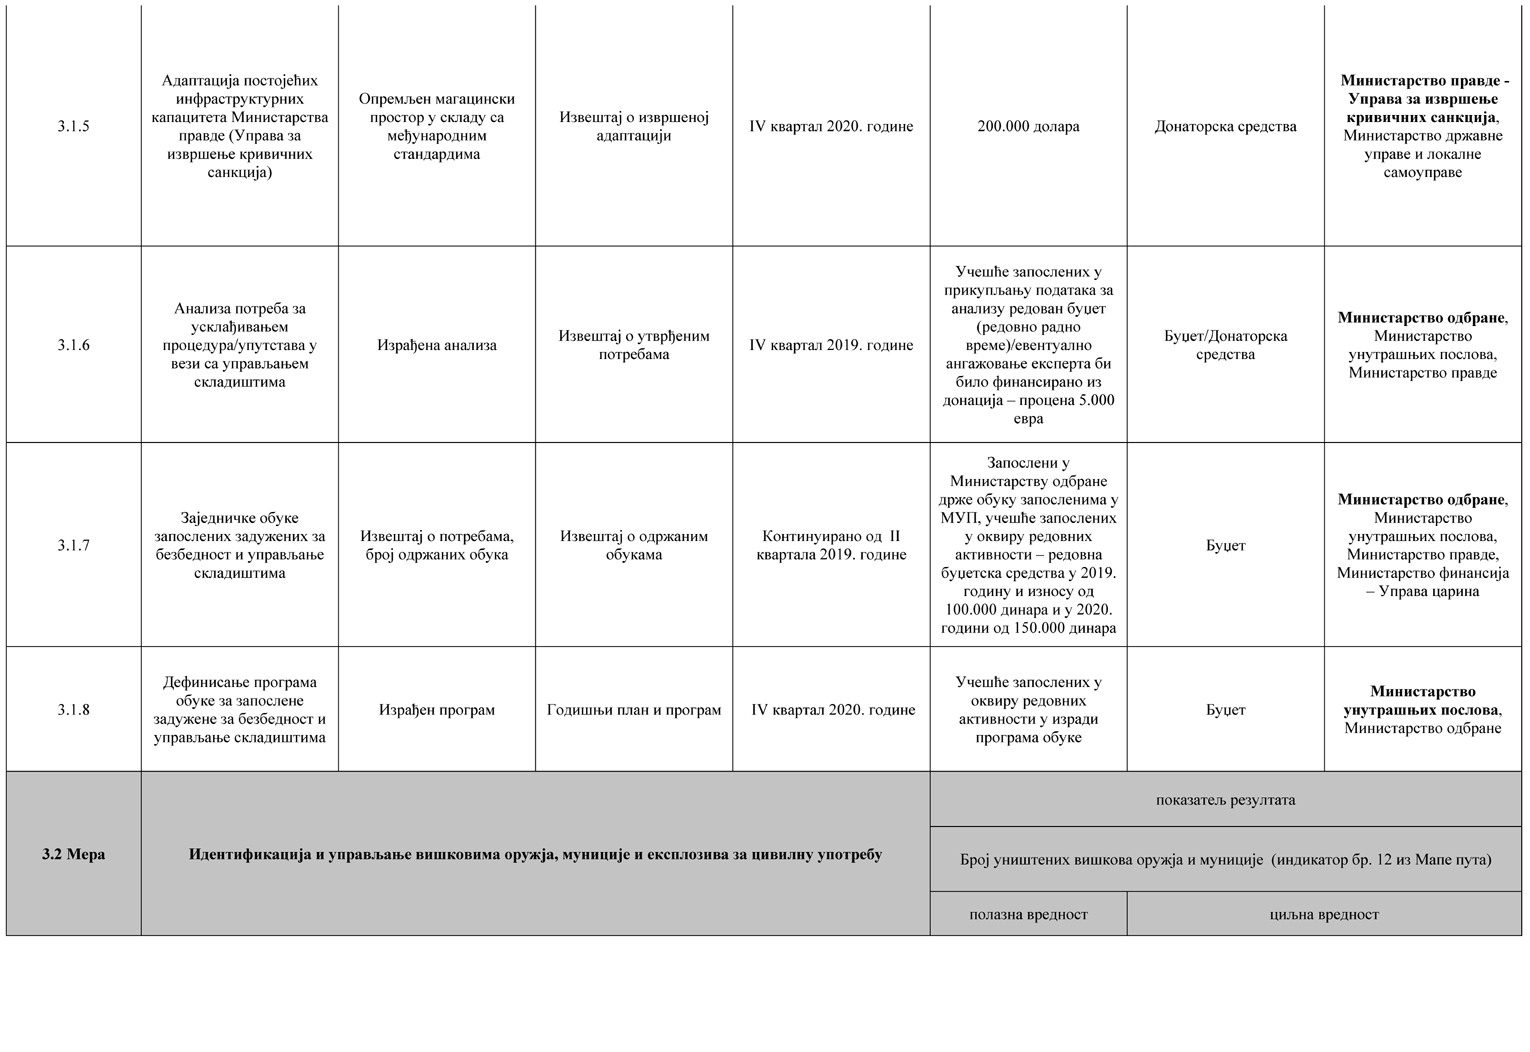 3.1.5
Адаптација постојећих
инфраструктурних
капацитета Министарства
правде (Управа за
извршење кривичних
санкција)
Опремљен магацински
простор у складу са
међународним
стандардима
Извештај о извршеној
адаптацији
IV квартал 2020. године
200.000 долара
Донаторска средства
Министарство правде -
Управа за извршење
кривичних санкција,
Министарство државне
управе и локалне
самоуправе
3.1.6
Анализа потреба за
усклађивањем
процедура/упутстава у
вези са управљањем
складиштима
Израђена анализа
Извештај о утврђеним
потребама
IV квартал 2019. године
Учешће запослених у
прикупљању података за
анализу редован буџет
(редовно радно
време)/евентуално
ангажовање експерта би
било финансирано из
донација – процена 5.000
евра
Буџет/Донаторска
средства
Министарство одбране,
Министарство
унутрашњих послова,
Министарство правде
3.1.7
Заједничке обуке
запослених задужених за
безбедност и управљање
складиштима
Извештај о потребама,
број одржаних обука
Извештај о одржаним
обукама
Континуирано од  II
квартала 2019. године
Запослени у
Министарству одбране
држе обуку запосленима у
МУП, учешће запослених
у оквиру редовних
активности – редовна
буџетска средства у 2019.
годину и износу од
100.000 динара и у 2020.
години од 150.000 динара
Буџет
Министарство одбране,
Министарство
унутрашњих послова,
Министарство правде,
Министарство финансија
– Управа царина
3.1.8
Дефинисање програма
обуке за запослене
задужене за безбедност и
управљање складиштима
Израђен програм
Годишњи план и програм
IV квартал 2020. године
Учешће запослених у
оквиру редовних
активности у изради
програма обуке
Буџет
Министарство
унутрашњих послова,
Министарство одбране
3.2 Мера
Идентификација и управљање вишковима оружја, муниције и експлозива за цивилну употребу
показатељ резултата
Број уништених вишкова оружја и муниције  (индикатор бр. 12 из Мапе пута)
полазна вредност
циљна вредност